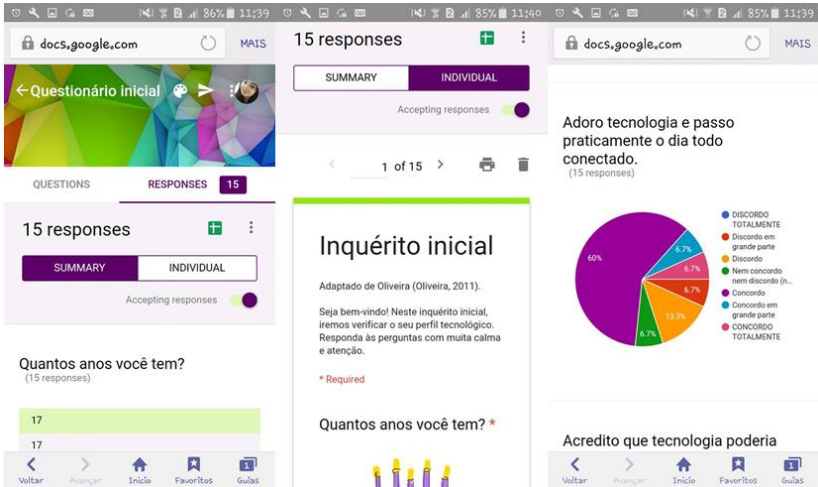 86% 11:39
docs.google.com
MAIS
Questionário inicial
QUESTIONS
RESPONSES 15
15 responses
SUMMARY
INDIVIDUAL
Accepting responses
Quantos anos você tem?
(15 responses)
17
17
Voltar
Avançar
Início
Favoritos
1
Guias
85% 11:40
15 responses
SUMMARY
INDIVIDUAL
Accepting responses
1 of 15
Inquérito inicial
Adaptado de Oliveira (Oliveira, 2011).
Seja bem-vindo! Neste inquérito inicial,
iremos verificar o seu perfil tecnológico.
Responda às perguntas com muita calma
e atenção.
* Required
Quantos anos você tem? *
85% 11:39
docs.google.com
MAIS
Adoro tecnologia e passo
praticamente o dia todo
conectado.
(15 responses)
60%
6.7%
6.7%
6.7%
13.3%
6.7%
DISCORDO
TOTALMENTE
Discordo em
grande parte
Discordo
Nem concordo
nem discordo (n...
Concordo
Concordo em
grande parte
CONCORDO
TOTALMENTE
Acredito que tecnologia poderia
Voltar
Avançar
Início
Favoritos
1
Guias